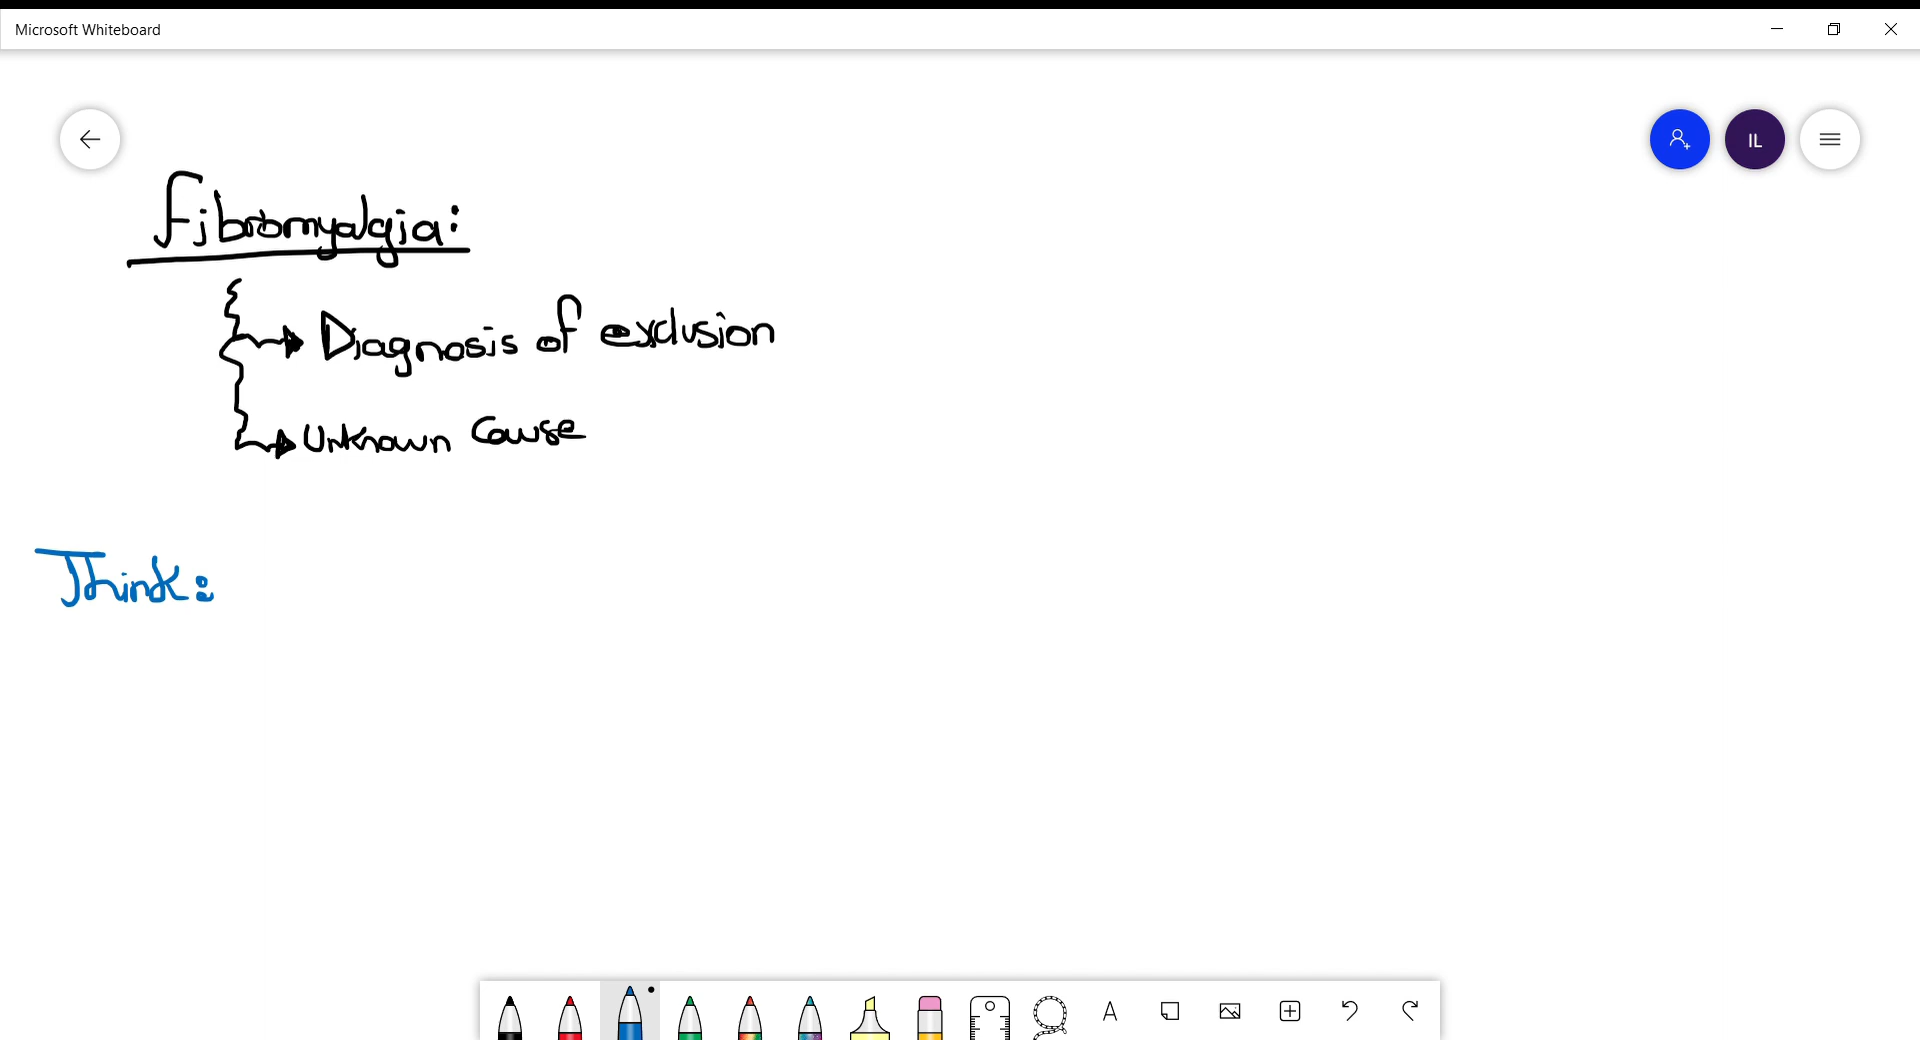 Microsoft Whiteboard
IL
Fibromyalgia:
Diagnosis of exclusion
Unknown Cause
Think:
A